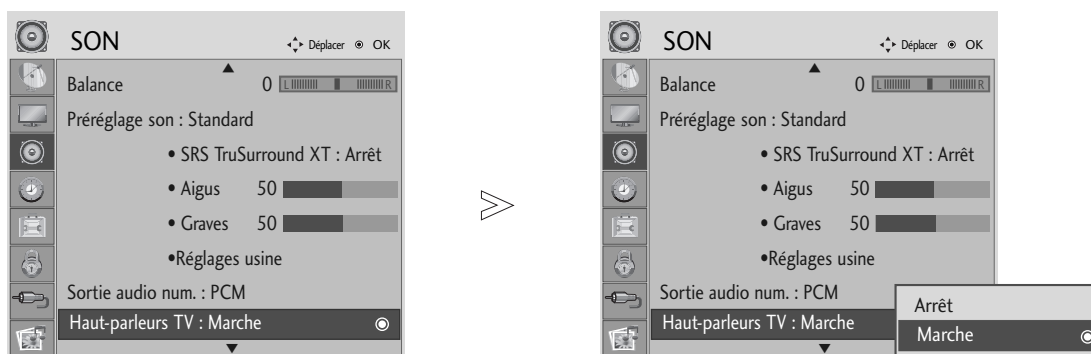 SON Déplacer OK
Balance 0 L R
Préréglage son : Standard
• SRS TruSurround XT : Arrêt
• Aigus 50
• Graves 50
•Réglages usine
Sortie audio num. : PCM
Haut-parleurs TV : Marche
SON Déplacer OK
Balance 0 L R
Préréglage son : Standard
• SRS TruSurround XT : Arrêt
• Aigus 50
• Graves 50
•Réglages usine
Sortie audio num. : PCM
Haut-parleurs TV : Marche
Arrêt
Marche